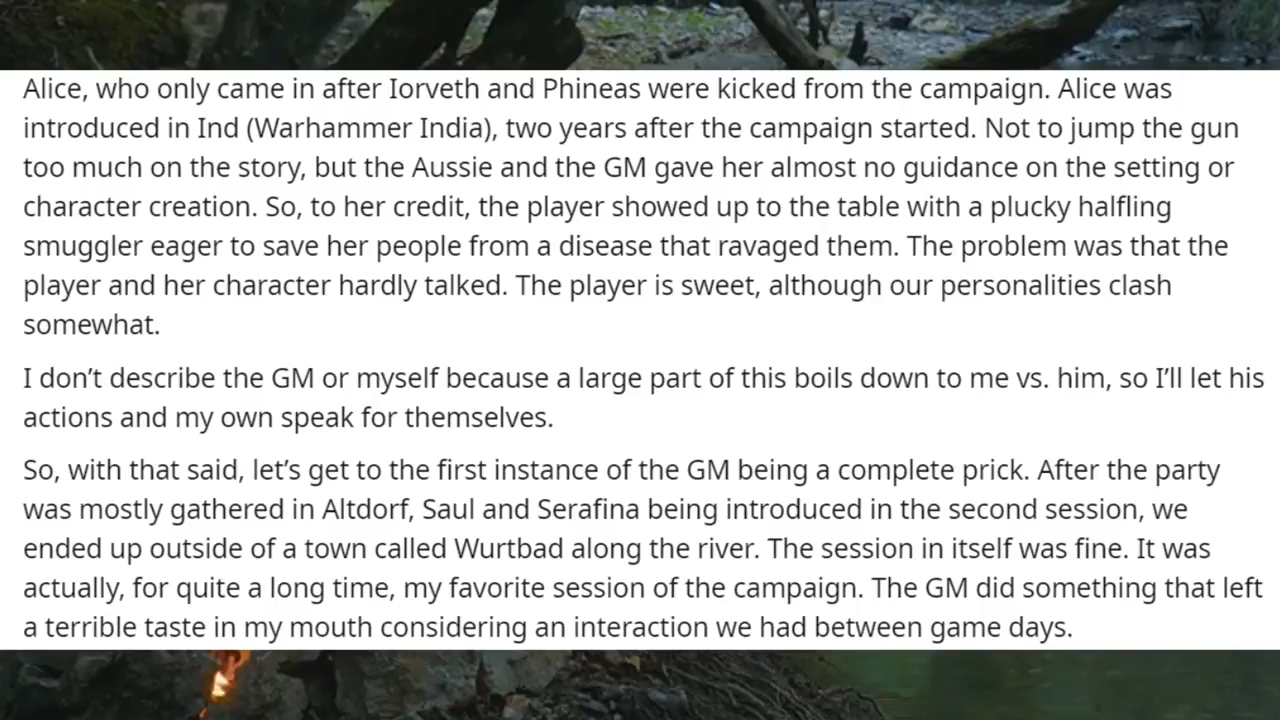 Alice, who only came in after Iorveth and Phineas were kicked from the campaign. Alice was
introduced in Ind (Warhammer India), two years after the campaign started. Not to jump the gun
too much on the story, but the Aussie and the GM gave her almost no guidance on the setting or
character creation. So, to her credit, the player showed up to the table with a plucky halfling
smuggler eager to save her people from a disease that ravaged them. The problem was that the
player and her character hardly talked. The player is sweet, although our personalities clash
somewhat.
I don’t describe the GM or myself because a large part of this boils down to me vs. him, so I’ll let his
actions and my own speak for themselves.
So, with that said, let’s get to the first instance of the GM being a complete prick. After the party
was mostly gathered in Altdorf, Saul and Serafina being introduced in the second session, we
ended up outside of a town called Wurtbad along the river. The session in itself was fine. It was
actually, for quite a long time, my favorite session of the campaign. The GM did something that left
a terrible taste in my mouth considering an interaction we had between game days.